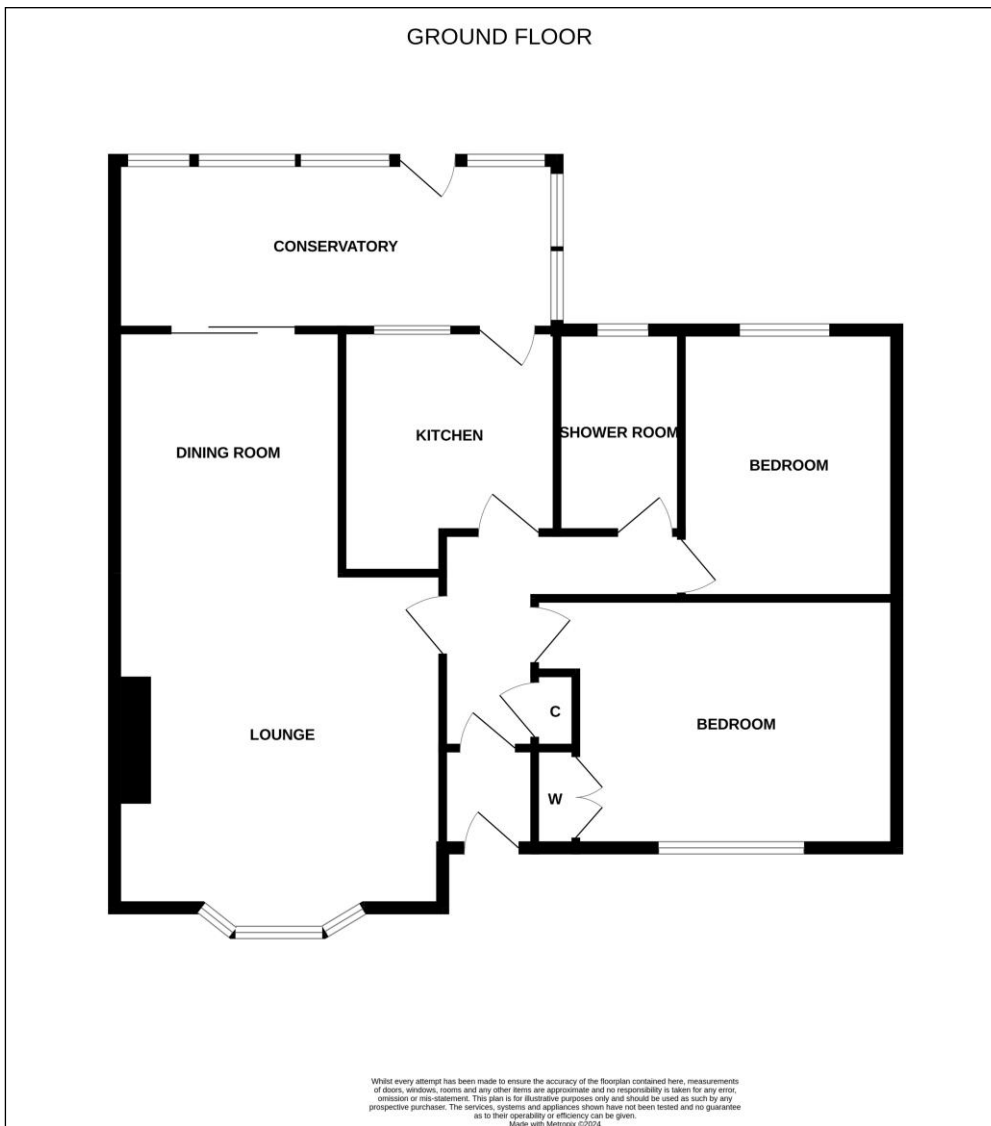 GROUND FLOOR
CONSERVATORY
DINING ROOM
KITCHEN
SHOWER ROOM
BEDROOM
LOUNGE
C
BEDROOM
W
Whilst every attempt has been made to ensure the accuracy of the floorplan contained here, measurements
of doors, windows, rooms and any other items are approximate and no responsibility is taken for any error,
omission or mis-statement. This plan is for illustrative purposes only and should be used as such by any
prospective purchaser. The services, systems and appliances shown have not been tested and no guarantee
as to their operability or efficiency can be given.
Made with Metropix ©2024